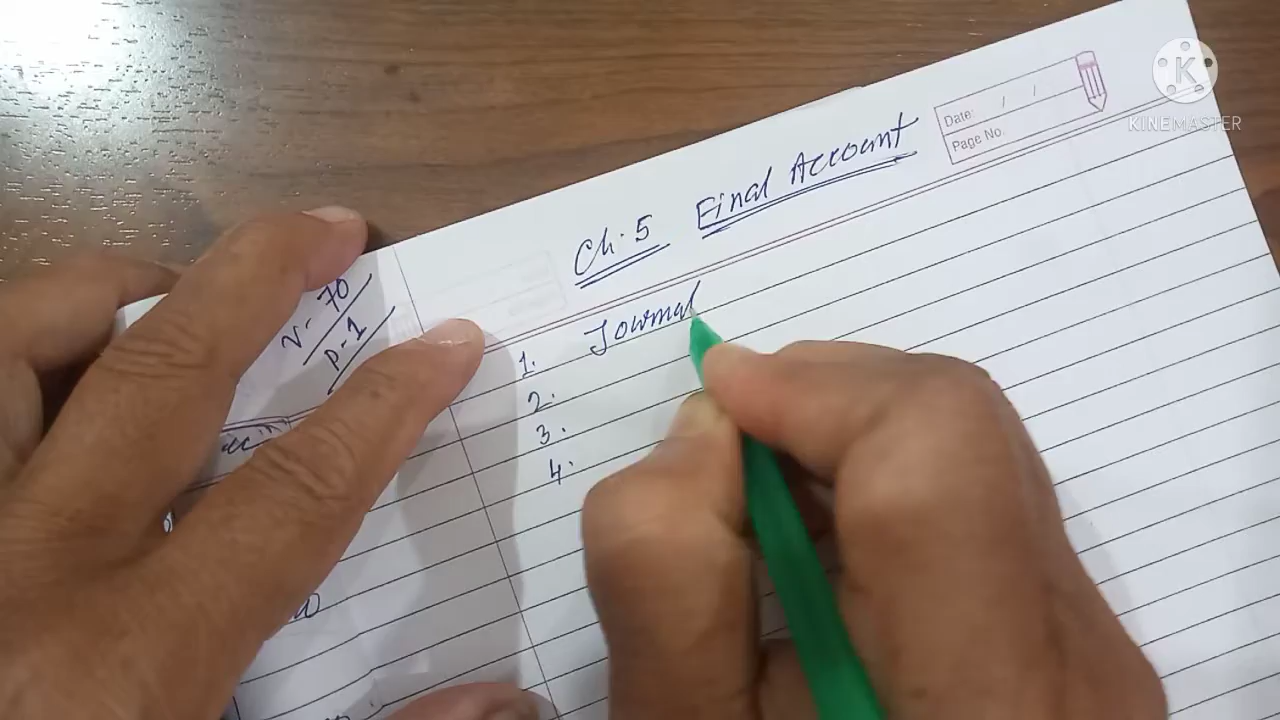 KINEMASTER
Date: / /
Page No.
Ch. 5 Final Account
V- 70
P-1
1. Journal
2.
3.
4.